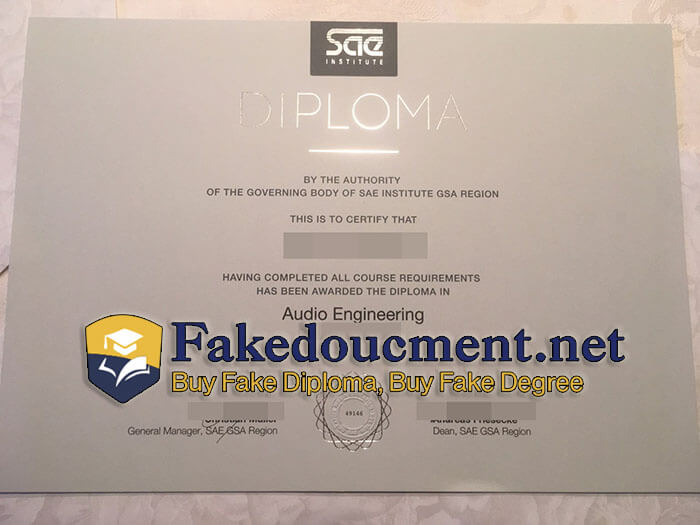 sae
INSTITUTE
DIPLOMA
BY THE AUTHORITY
OF THE GOVERNING BODY OF SAE INSTITUTE GSA REGION
THIS IS TO CERTIFY THAT
HAVING COMPLETED ALL COURSE REQUIREMENTS
HAS BEEN AWARDED THE DIPLOMA IN
Audio Engineering
Fakedoucment.net
Buy Fake Diploma, Buy Fake Degree
49146
General Manager, SAE GSA Region
Dean, SAE GSA Region